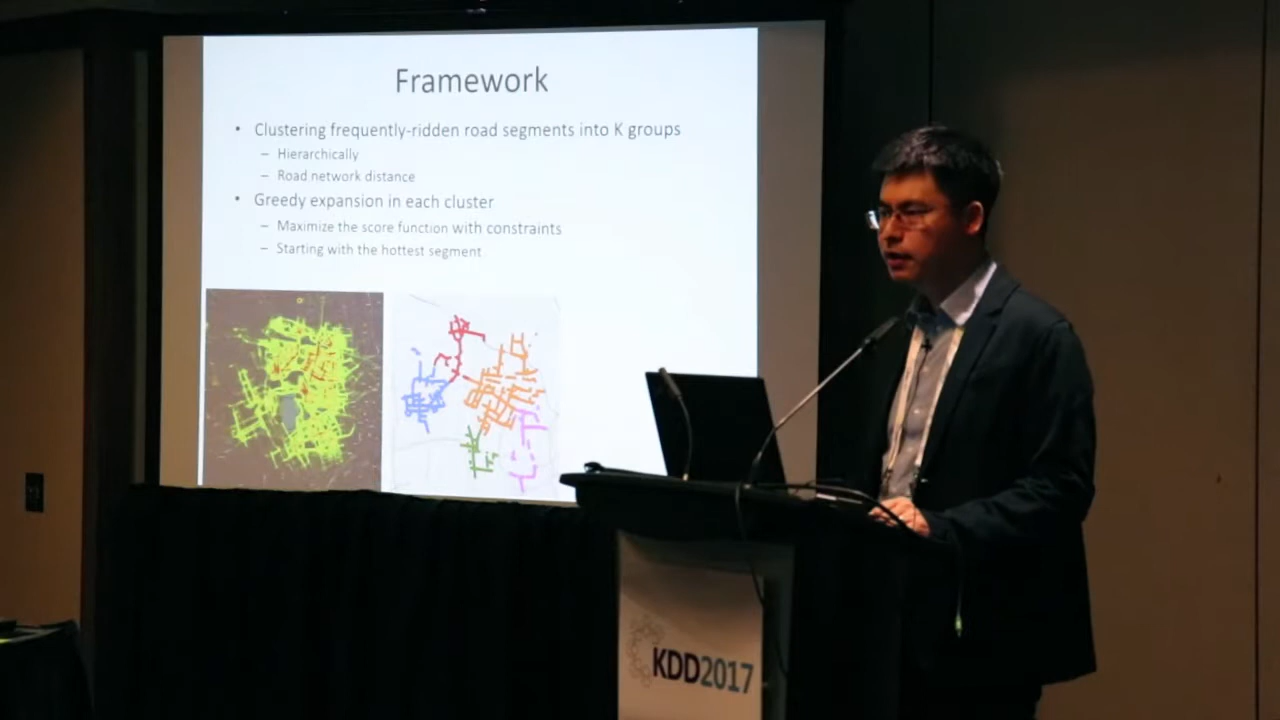 Framework
• Clustering frequently-ridden road segments into K groups
– Hierarchically
– Road network distance
• Greedy expansion in each cluster
– Maximize the score function with constraints
– Starting with the hottest segment
KDD2017